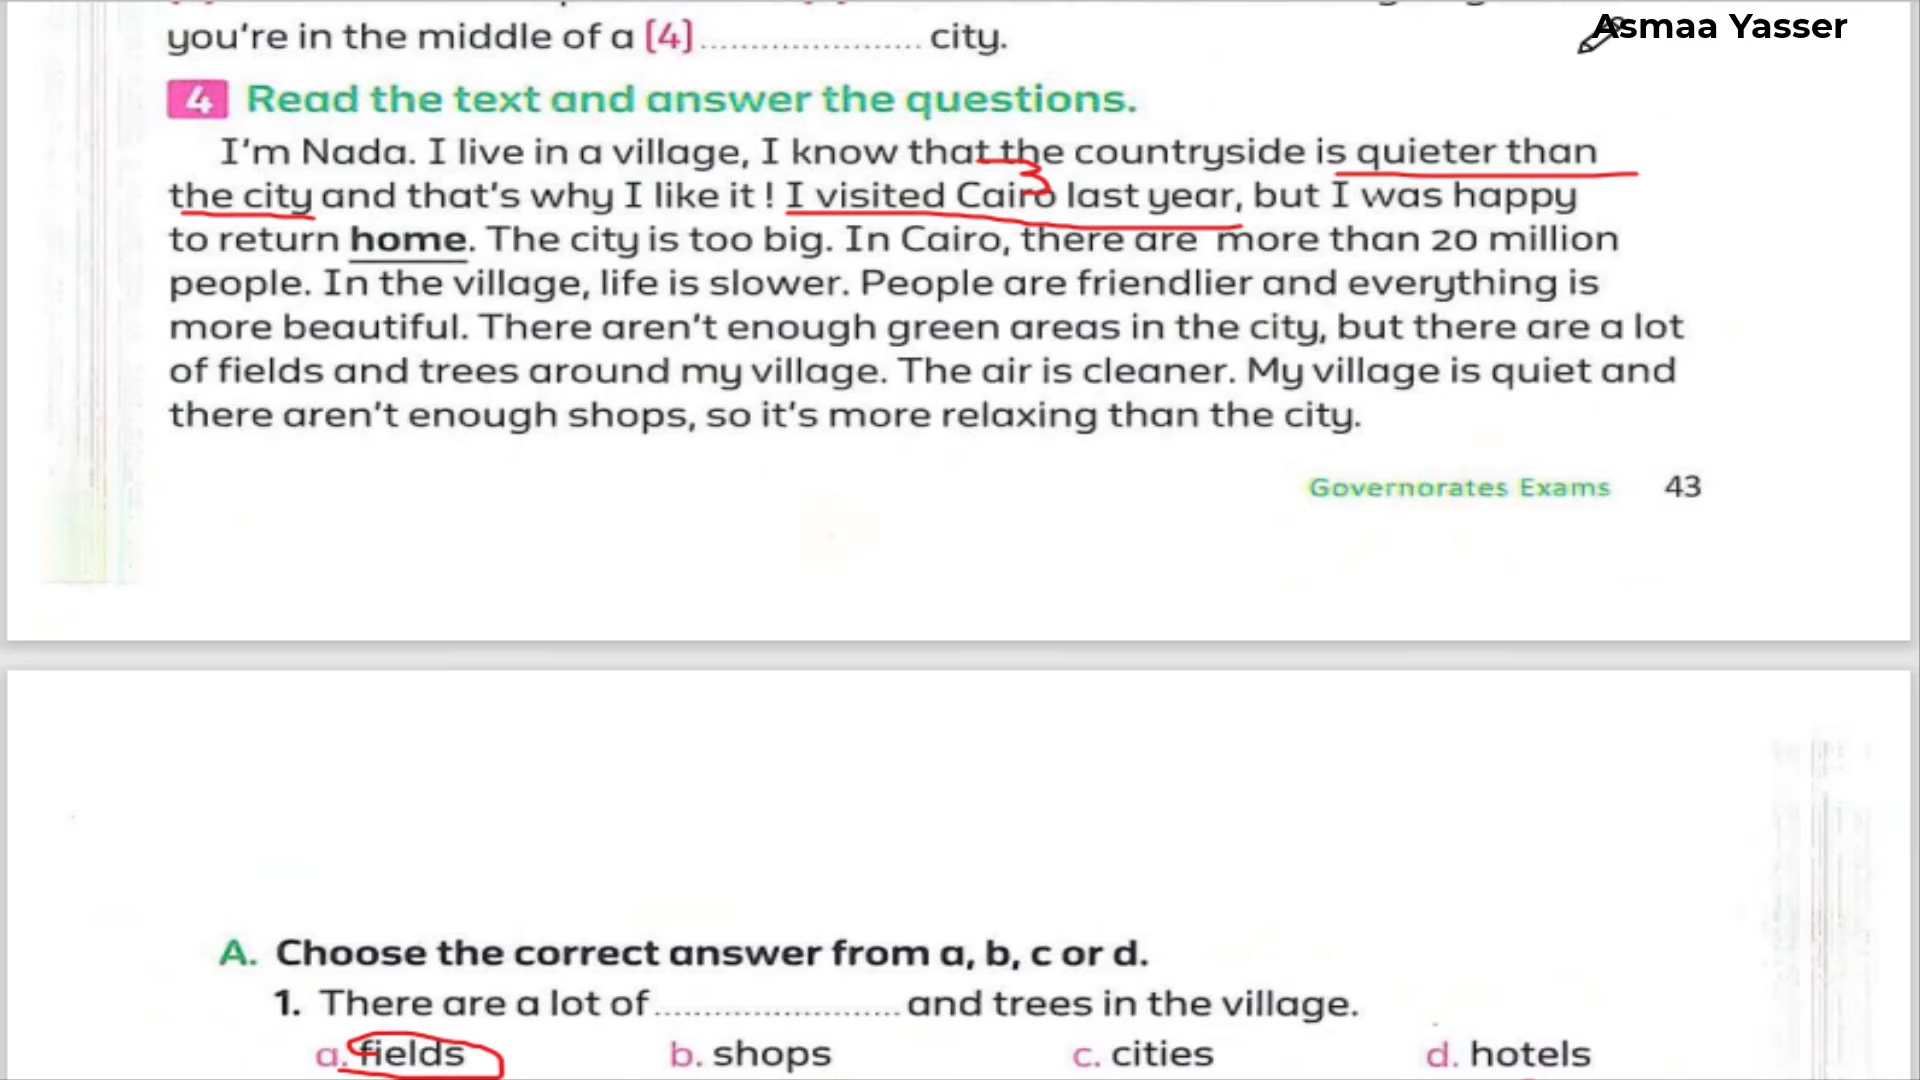 Asmaa Yasser
you're in the middle of a [4]........................ city.
4 Read the text and answer the questions.
I'm Nada. I live in a village, I know that the countryside is quieter than
the city and that's why I like it ! I visited Cairo last year, but I was happy
to return home. The city is too big. In Cairo, there are more than 20 million
people. In the village, life is slower. People are friendlier and everything is
more beautiful. There aren't enough green areas in the city, but there are a lot
of fields and trees around my village. The air is cleaner. My village is quiet and
there aren't enough shops, so it's more relaxing than the city.
Governorates Exams 43
A. Choose the correct answer from a, b, c or d.
1. There are a lot of .......................... and trees in the village.
a. fields b. shops c. cities d. hotels